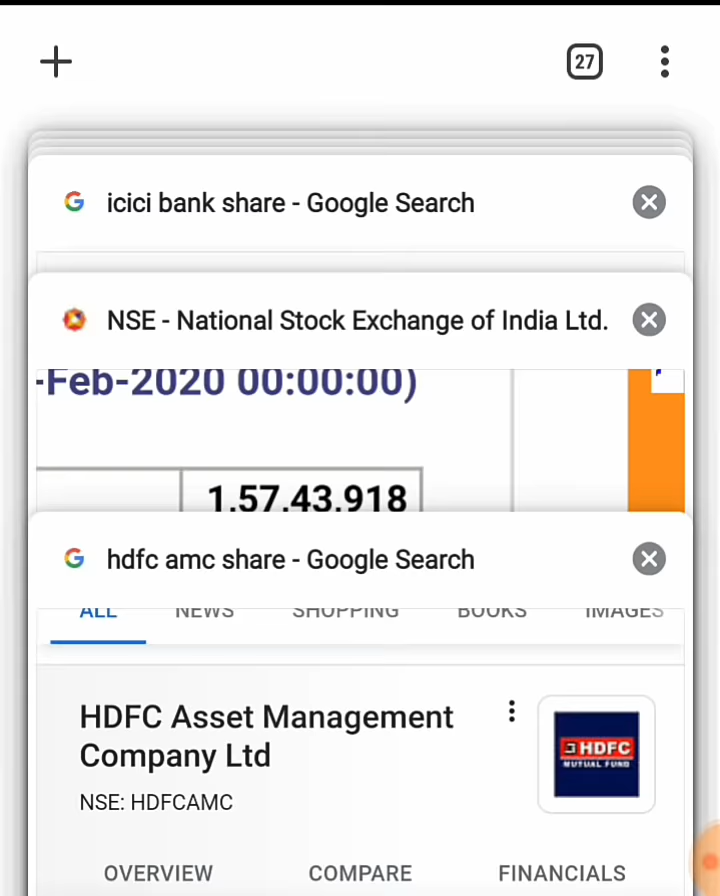 27
icici bank share - Google Search
NSE - National Stock Exchange of India Ltd.
-Feb-2020 00:00:00)
1,57,43,918
hdfc amc share - Google Search
ALL NEWS SHOPPING BOOKS IMAGES
HDFC Asset Management
Company Ltd
HDFC
MUTUAL FUND
NSE: HDFCAMC
OVERVIEW COMPARE FINANCIALS